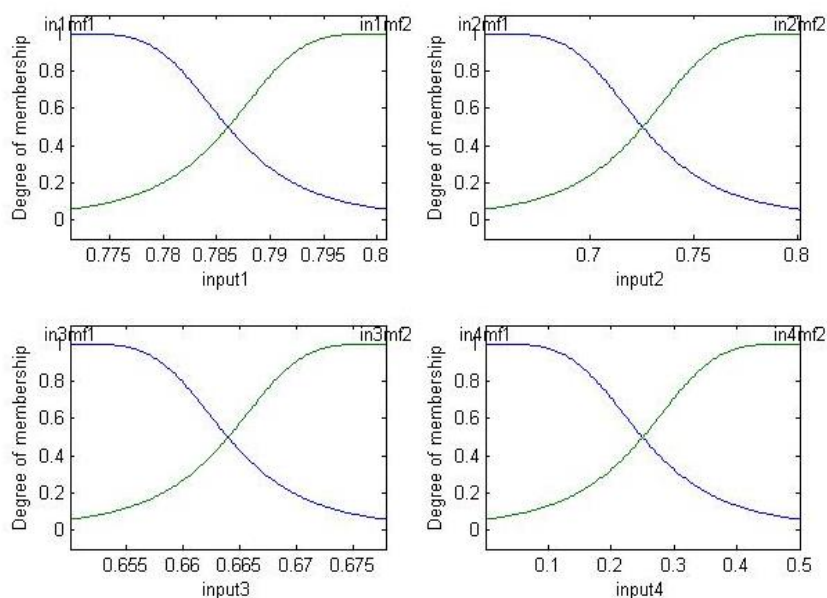 in1mf1 in1mf2
1
0.8
0.6
0.4
0.2
0
Degree of membership
0.775 0.78 0.785 0.79 0.795 0.8
input1
in2mf1 in2mf2
1
0.8
0.6
0.4
0.2
0
Degree of membership
0.7 0.75 0.8
input2
in3mf1 in3mf2
1
0.8
0.6
0.4
0.2
0
Degree of membership
0.655 0.66 0.665 0.67 0.675
input3
in4mf1 in4mf2
1
0.8
0.6
0.4
0.2
0
Degree of membership
0.1 0.2 0.3 0.4 0.5
input4